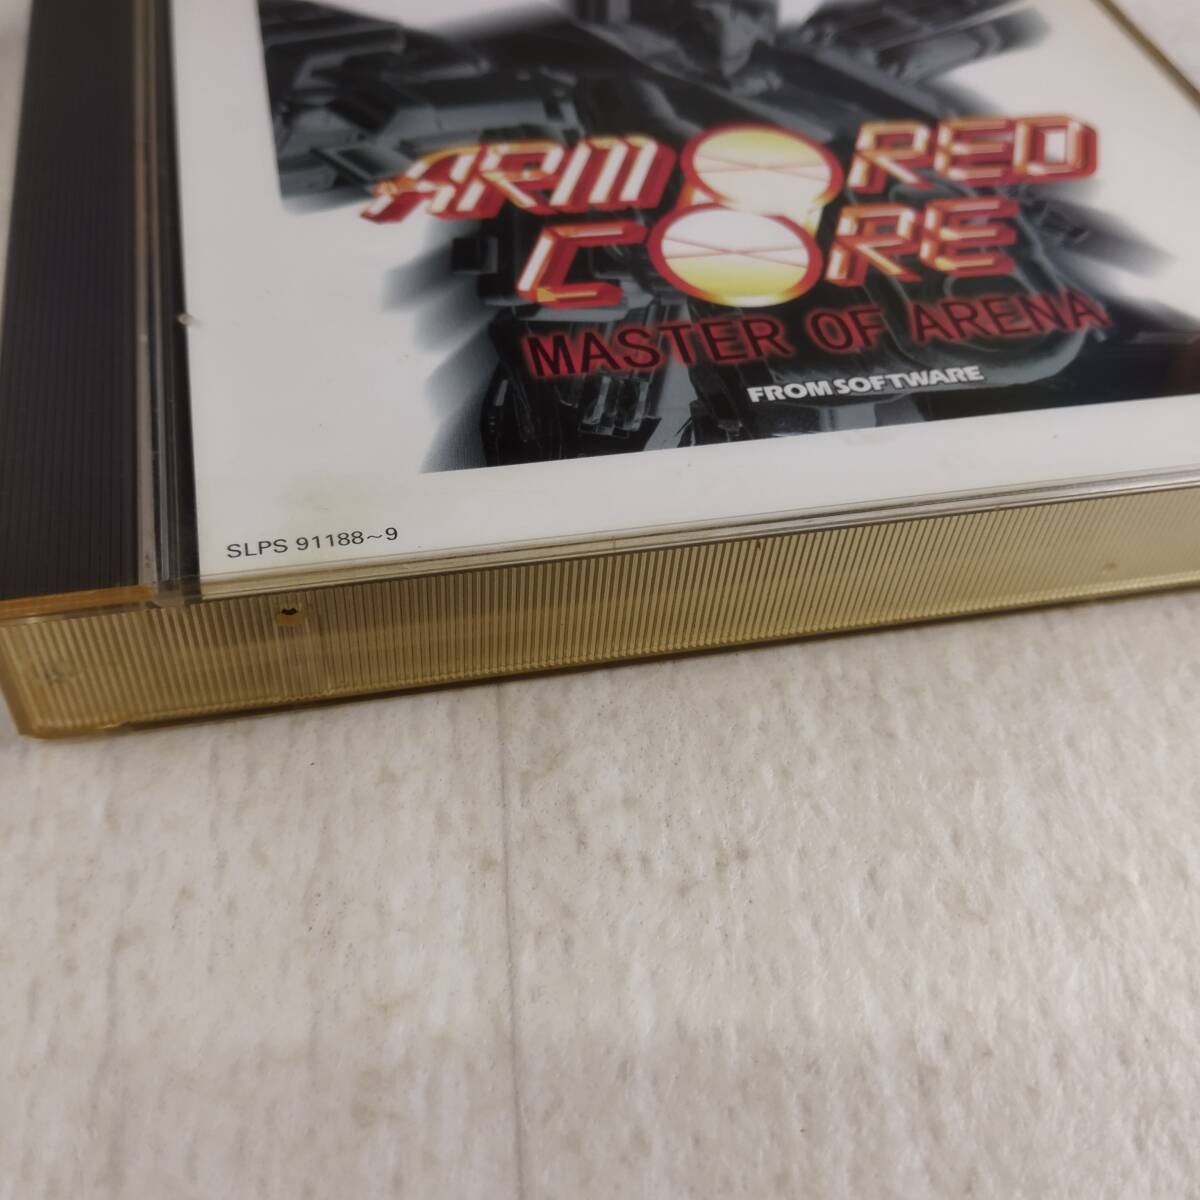 ARMORED
CORE
MASTER OF ARENA
FROM SOFTWARE
SLPS 91188~9